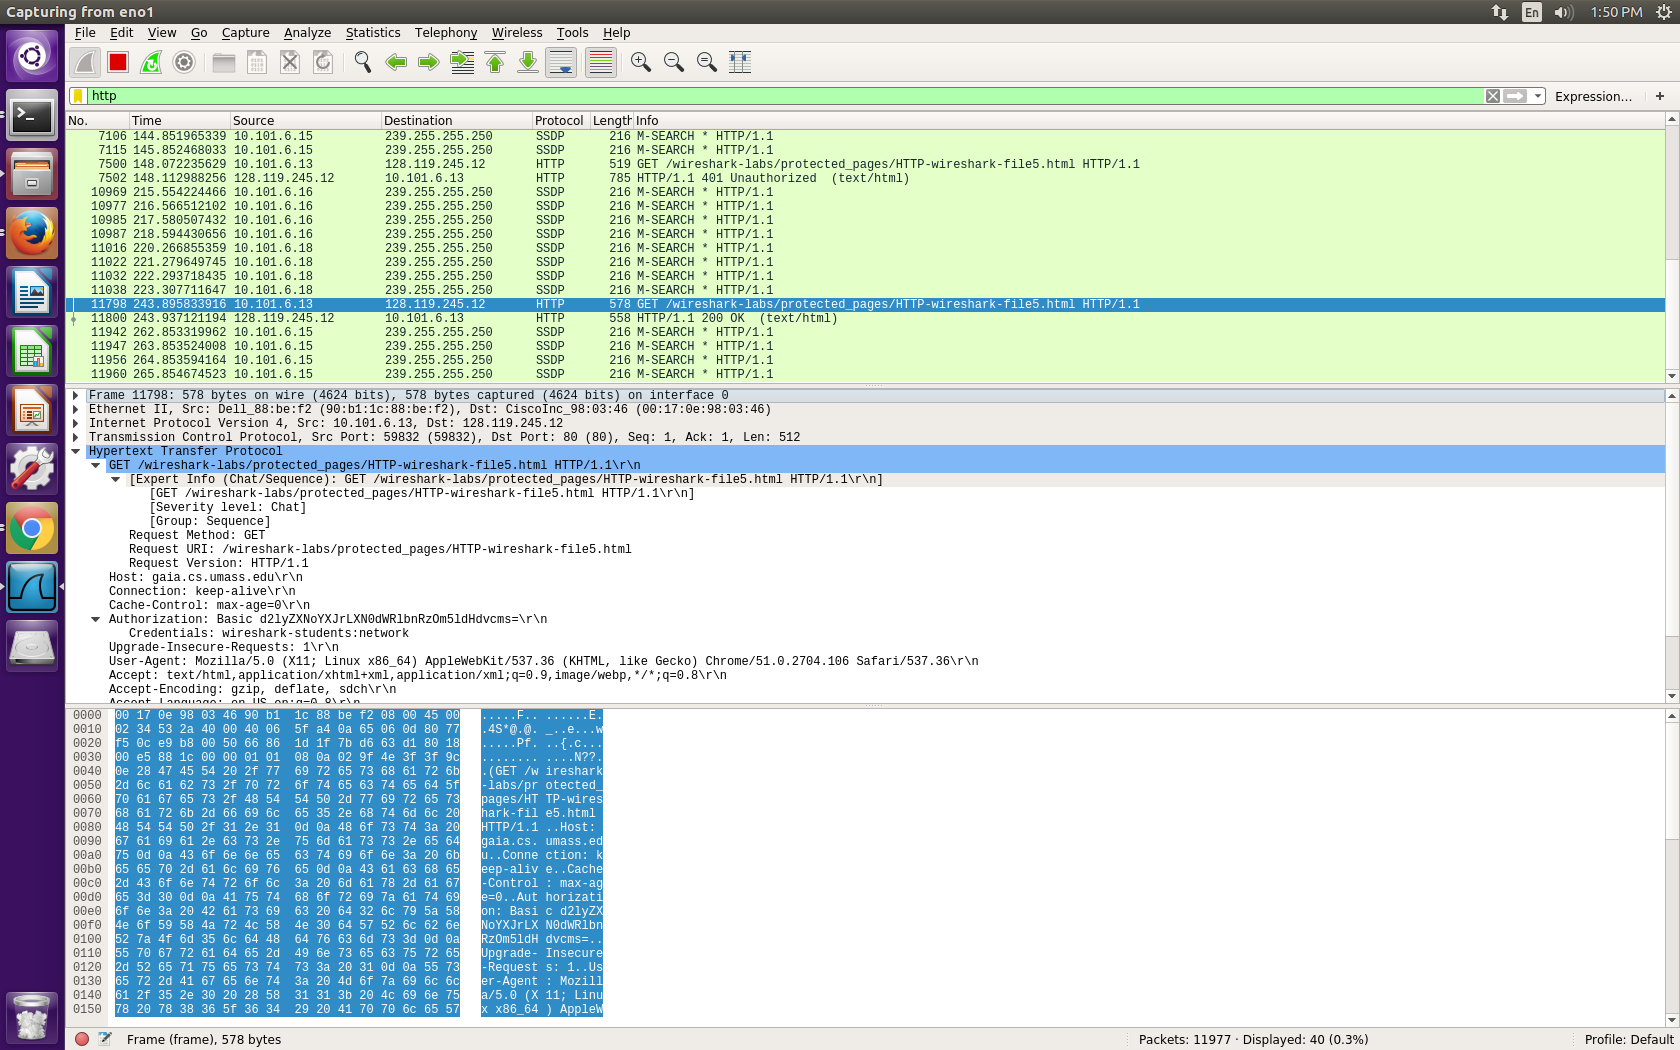 Capturing from eno1
En
1:50 PM
File Edit View Go Capture Analyze Statistics Telephony Wireless Tools Help
http
Expression... +
No. Time Source Destination Protocol Length Info
7106 144.851965339 10.101.6.15 239.255.255.250 SSDP 216 M-SEARCH * HTTP/1.1
7115 145.852468033 10.101.6.15 239.255.255.250 SSDP 216 M-SEARCH * HTTP/1.1
7500 148.072235629 10.101.6.13 128.119.245.12 HTTP 519 GET /wireshark-labs/protected_pages/HTTP-wireshark-file5.html HTTP/1.1
7502 148.112988256 128.119.245.12 10.101.6.13 HTTP 785 HTTP/1.1 401 Unauthorized (text/html)
10969 215.554224466 10.101.6.16 239.255.255.250 SSDP 216 M-SEARCH * HTTP/1.1
10977 216.566512102 10.101.6.16 239.255.255.250 SSDP 216 M-SEARCH * HTTP/1.1
10985 217.580507432 10.101.6.16 239.255.255.250 SSDP 216 M-SEARCH * HTTP/1.1
10987 218.594430656 10.101.6.16 239.255.255.250 SSDP 216 M-SEARCH * HTTP/1.1
11016 220.266855359 10.101.6.18 239.255.255.250 SSDP 216 M-SEARCH * HTTP/1.1
11022 221.279649745 10.101.6.18 239.255.255.250 SSDP 216 M-SEARCH * HTTP/1.1
11032 222.293718435 10.101.6.18 239.255.255.250 SSDP 216 M-SEARCH * HTTP/1.1
11038 223.307711647 10.101.6.18 239.255.255.250 SSDP 216 M-SEARCH * HTTP/1.1
11798 243.895833916 10.101.6.13 128.119.245.12 HTTP 578 GET /wireshark-labs/protected_pages/HTTP-wireshark-file5.html HTTP/1.1
11800 243.937121194 128.119.245.12 10.101.6.13 HTTP 558 HTTP/1.1 200 OK (text/html)
11942 262.853319962 10.101.6.15 239.255.255.250 SSDP 216 M-SEARCH * HTTP/1.1
11947 263.853524008 10.101.6.15 239.255.255.250 SSDP 216 M-SEARCH * HTTP/1.1
11956 264.853594164 10.101.6.15 239.255.255.250 SSDP 216 M-SEARCH * HTTP/1.1
11960 265.854674523 10.101.6.15 239.255.255.250 SSDP 216 M-SEARCH * HTTP/1.1
Frame 11798: 578 bytes on wire (4624 bits), 578 bytes captured (4624 bits) on interface 0
Ethernet II, Src: Dell_88:be:f2 (90:b1:1c:88:be:f2), Dst: CiscoInc_98:03:46 (00:17:0e:98:03:46)
Internet Protocol Version 4, Src: 10.101.6.13, Dst: 128.119.245.12
Transmission Control Protocol, Src Port: 59832 (59832), Dst Port: 80 (80), Seq: 1, Ack: 1, Len: 512
Hypertext Transfer Protocol
GET /wireshark-labs/protected_pages/HTTP-wireshark-file5.html HTTP/1.1\r\n
[Expert Info (Chat/Sequence): GET /wireshark-labs/protected_pages/HTTP-wireshark-file5.html HTTP/1.1\r\n]
[GET /wireshark-labs/protected_pages/HTTP-wireshark-file5.html HTTP/1.1\r\n]
[Severity level: Chat]
[Group: Sequence]
Request Method: GET
Request URI: /wireshark-labs/protected_pages/HTTP-wireshark-file5.html
Request Version: HTTP/1.1
Host: gaia.cs.umass.edu\r\n
Connection: keep-alive\r\n
Cache-Control: max-age=0\r\n
Authorization: Basic d2lyZXNoYXJrLXN0dWRlbnRzOm5ldHdvcms=\r\n
Credentials: wireshark-students:network
Upgrade-Insecure-Requests: 1\r\n
User-Agent: Mozilla/5.0 (X11; Linux x86_64) AppleWebKit/537.36 (KHTML, like Gecko) Chrome/51.0.2704.106 Safari/537.36\r\n
Accept: text/html,application/xhtml+xml,application/xml;q=0.9,image/webp,*/*;q=0.8\r\n
Accept-Encoding: gzip, deflate, sdch\r\n
Accept-Language: en-US,en;q=0.8\r\n
0000 00 17 0e 98 03 46 90 b1 1c 88 be f2 08 00 45 00 .....F.. ......E.
0010 02 34 53 2a 40 00 40 06 5f a4 0a 65 06 0d 80 77 .4S*@.@. _..e...w
0020 f5 0c e9 b8 00 50 66 86 1d 1f 7b d6 63 d1 80 18 .....Pf. ..{.c...
0030 00 e5 88 1c 00 00 01 01 08 0a 02 9f 4e 3f 3f 9c ........ ....N??.
0040 0e 28 47 45 54 20 2f 77 69 72 65 73 68 61 72 6b .(GET /w ireshark
0050 2d 6c 61 62 73 2f 70 72 6f 74 65 63 74 65 64 5f -labs/pr otected_
0060 70 61 67 65 73 2f 48 54 54 50 2d 77 69 72 65 73 pages/HT TP-wires
0070 68 61 72 6b 2d 66 69 6c 65 35 2e 68 74 6d 6c 20 hark-fil e5.html
0080 48 54 54 50 2f 31 2e 31 0d 0a 48 6f 73 74 3a 20 HTTP/1.1 ..Host:
0090 67 61 69 61 2e 63 73 2e 75 6d 61 73 73 2e 65 64 gaia.cs. umass.ed
00a0 75 0d 0a 43 6f 6e 6e 65 63 74 69 6f 6e 3a 20 6b u..Conne ction: k
00b0 65 65 70 2d 61 6c 69 76 65 0d 0a 43 61 63 68 65 eep-aliv e..Cache
00c0 2d 43 6f 6e 74 72 6f 6c 3a 20 6d 61 78 2d 61 67 -Control : max-ag
00d0 65 3d 30 0d 0a 41 75 74 68 6f 72 69 7a 61 74 69 e=0..Aut horizati
00e0 6f 6e 3a 20 42 61 73 69 63 20 64 32 6c 79 5a 58 on: Basi c d2lyZX
00f0 4e 6f 59 58 4a 72 4c 58 4e 30 64 57 52 6c 62 6e NoYXJrLX N0dWRlbn
0100 52 7a 4f 6d 35 6c 64 48 64 76 63 6d 73 3d 0d 0a RzOm5ldH dvcms=..
0110 55 70 67 72 61 64 65 2d 49 6e 73 65 63 75 72 65 Upgrade- Insecure
0120 2d 52 65 71 75 65 73 74 73 3a 20 31 0d 0a 55 73 -Request s: 1..Us
0130 65 72 2d 41 67 65 6e 74 3a 20 4d 6f 7a 69 6c 6c er-Agent : Mozill
0140 61 2f 35 2e 30 20 28 58 31 31 3b 20 4c 69 6e 75 a/5.0 (X 11; Linu
0150 78 20 78 38 36 5f 36 34 29 20 41 70 70 6c 65 57 x x86_64 ) AppleW
Frame (frame), 578 bytes
Packets: 11977 · Displayed: 40 (0.3%)
Profile: Default